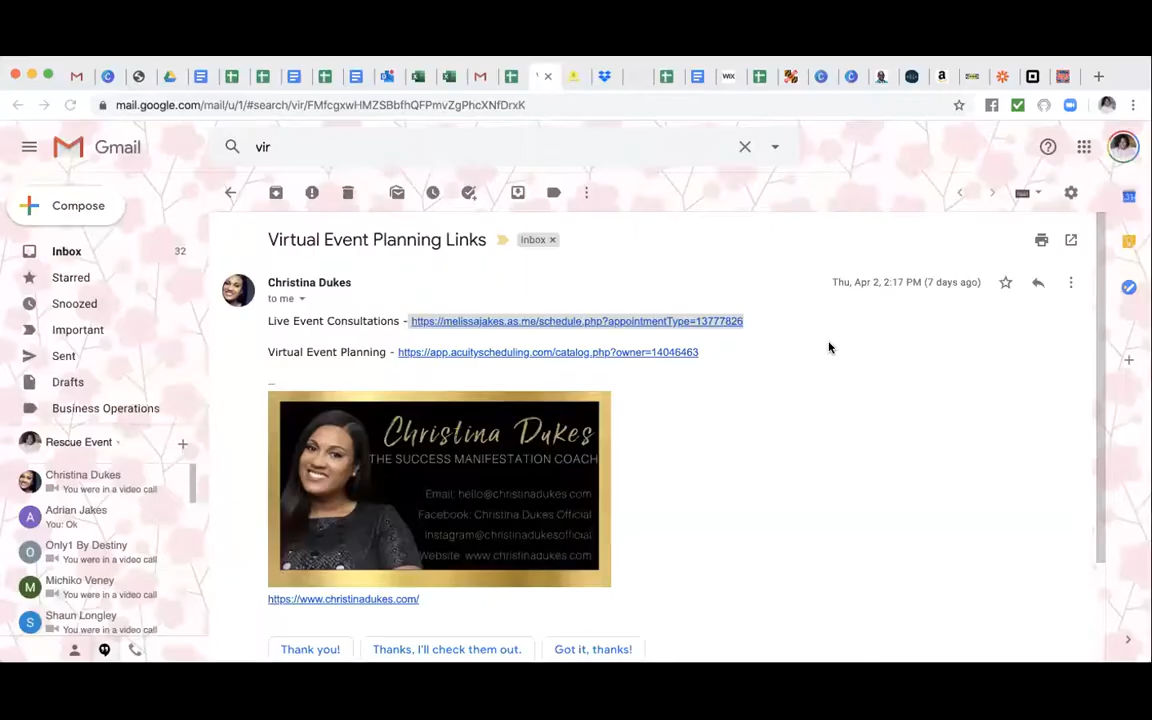 mail.google.com/mail/u/1/#search/vir/FMfcgxwHMZSBbfhQFPmvZgPhcXNfDrxK
WIX
Gmail
vir
Compose
Virtual Event Planning Links
Inbox
Inbox 32
Starred
Snoozed
Important
Sent
Drafts
Business Operations
Rescue Event
Christina Dukes
You were in a video call
Adrian Jakes
You: Ok
Only1 By Destiny
You were in a video call
Michiko Veney
You were in a video call
Shaun Longley
You were in a video call
Christina Dukes
Thu, Apr 2, 2:17 PM (7 days ago)
to me
Live Event Consultations - https://melissajakes.as.me/schedule.php?appointmentType=13777826
Virtual Event Planning - https://app.acuityscheduling.com/catalog.php?owner=14046463
--
Christina Dukes
THE SUCCESS MANIFESTATION COACH
Email: hello@christinadukes.com
Facebook: Christina Dukes Official
Instagram@christinadukesofficial
Website: www.christinadukes.com
https://www.christinadukes.com/
Thank you!
Thanks, I'll check them out.
Got it, thanks!